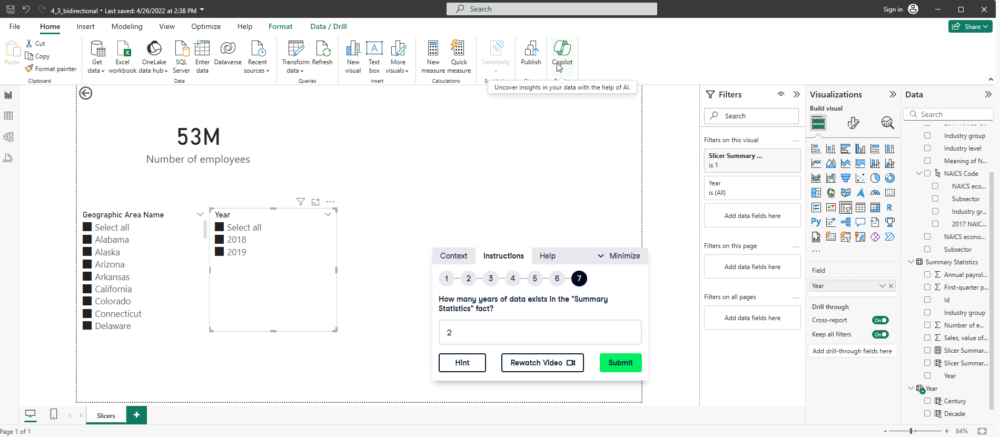 4_3_bidirectional • Last saved: 4/26/2022 at 2:38 PM
Search
Sign in
File
Home
Insert
Modeling
View
Optimize
Help
Format
Data / Drill
Share
Paste
Cut
Copy
Format painter
Clipboard
Get data
Excel workbook
OneLake data hub
SQL Server
Enter data
Dataverse
Recent sources
Data
Transform data
Refresh
Queries
New visual
Text box
More visuals
Insert
New measure
Quick measure
Calculations
Sensitivity
Publish
Copilot
Uncover insights in your data with the help of AI.
53M
Number of employees
Geographic Area Name
Select all
Alabama
Alaska
Arizona
Arkansas
California
Colorado
Connecticut
Delaware
Year
Select all
2018
2019
Context
Instructions
Help
Minimize
1
2
3
4
5
6
7
How many years of data exists in the "Summary
Statistics" fact?
2
Hint
Rewatch Video
Submit
Filters
Search
Filters on this visual
...
Slicer Summary ...
is 1
Year
is (All)
Add data fields here
Filters on this page
...
Add data fields here
Filters on all pages
...
Add data fields here
Visualizations
Build visual
123
R
Py
...
Field
Year
Drill through
Cross-report
On
Keep all filters
On
Add drill-through fields here
Data
Search
Industry group
Industry level
Meaning of N...
NAICS Code
NAICS eco...
Subsector
Industry gr...
2017 NAIC...
NAICS econo...
Subsector
Summary Statistics
Annual payrol...
First-quarter p...
Id
Industry group
Number of e...
Sales, value of...
Slicer Summar...
Slicer Summar...
Year
Year
Century
Decade
DAX
Slicers
+
Page 1 of 1
- + 84%